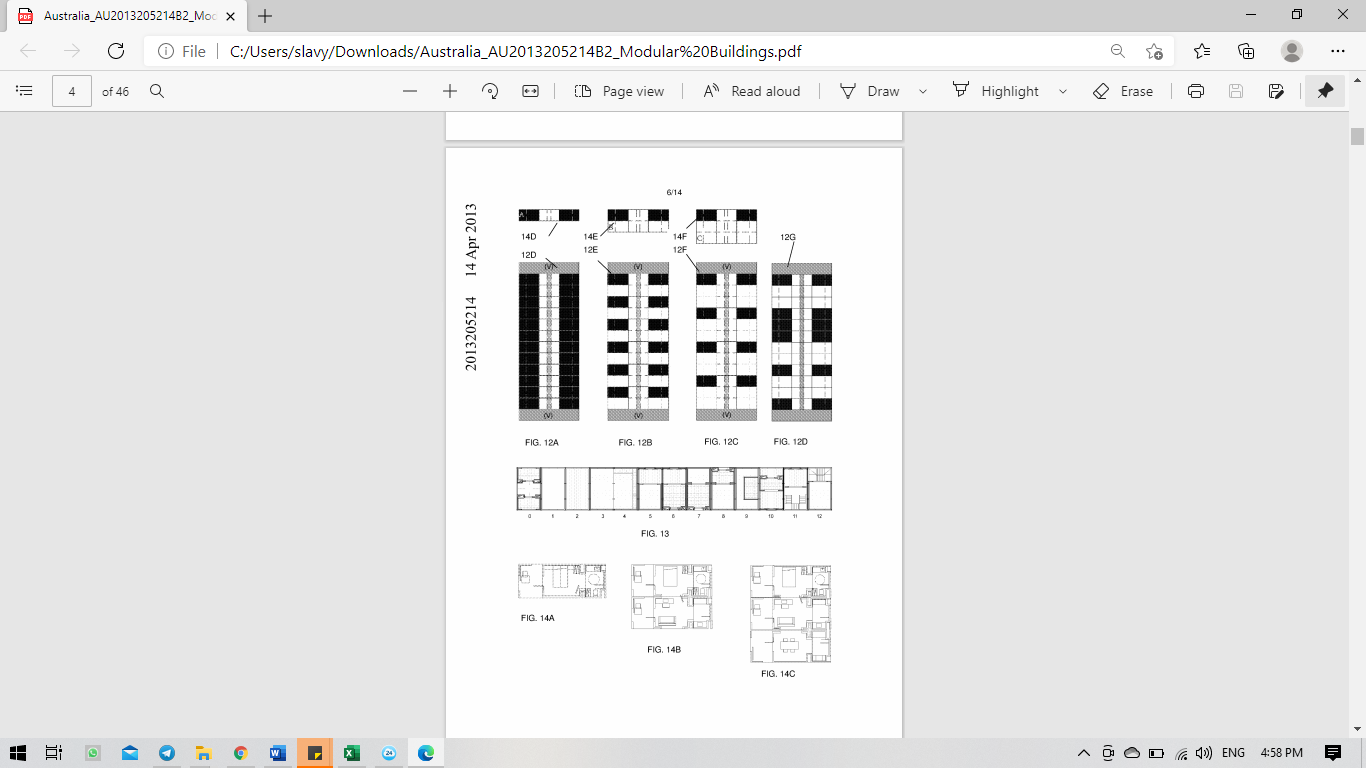 Australia_AU2013205214B2_Mod
File
C:/Users/slavy/Downloads/Australia_AU2013205214B2_Modular%20Buildings.pdf
4
of 46
Page view
Read aloud
Draw
Highlight
Erase
6/14
2013205214 14 Apr 2013
A
B
C
14D
14E
14F
12G
12D
12E
12F
(V)
(V)
(V)
(V)
(V)
(V)
FIG. 12A
FIG. 12B
FIG. 12C
FIG. 12D
0 1 2 3 4 5 6 7 8 9 10 11 12
FIG. 13
FIG. 14A
FIG. 14B
FIG. 14C
24
ENG
4:58 PM